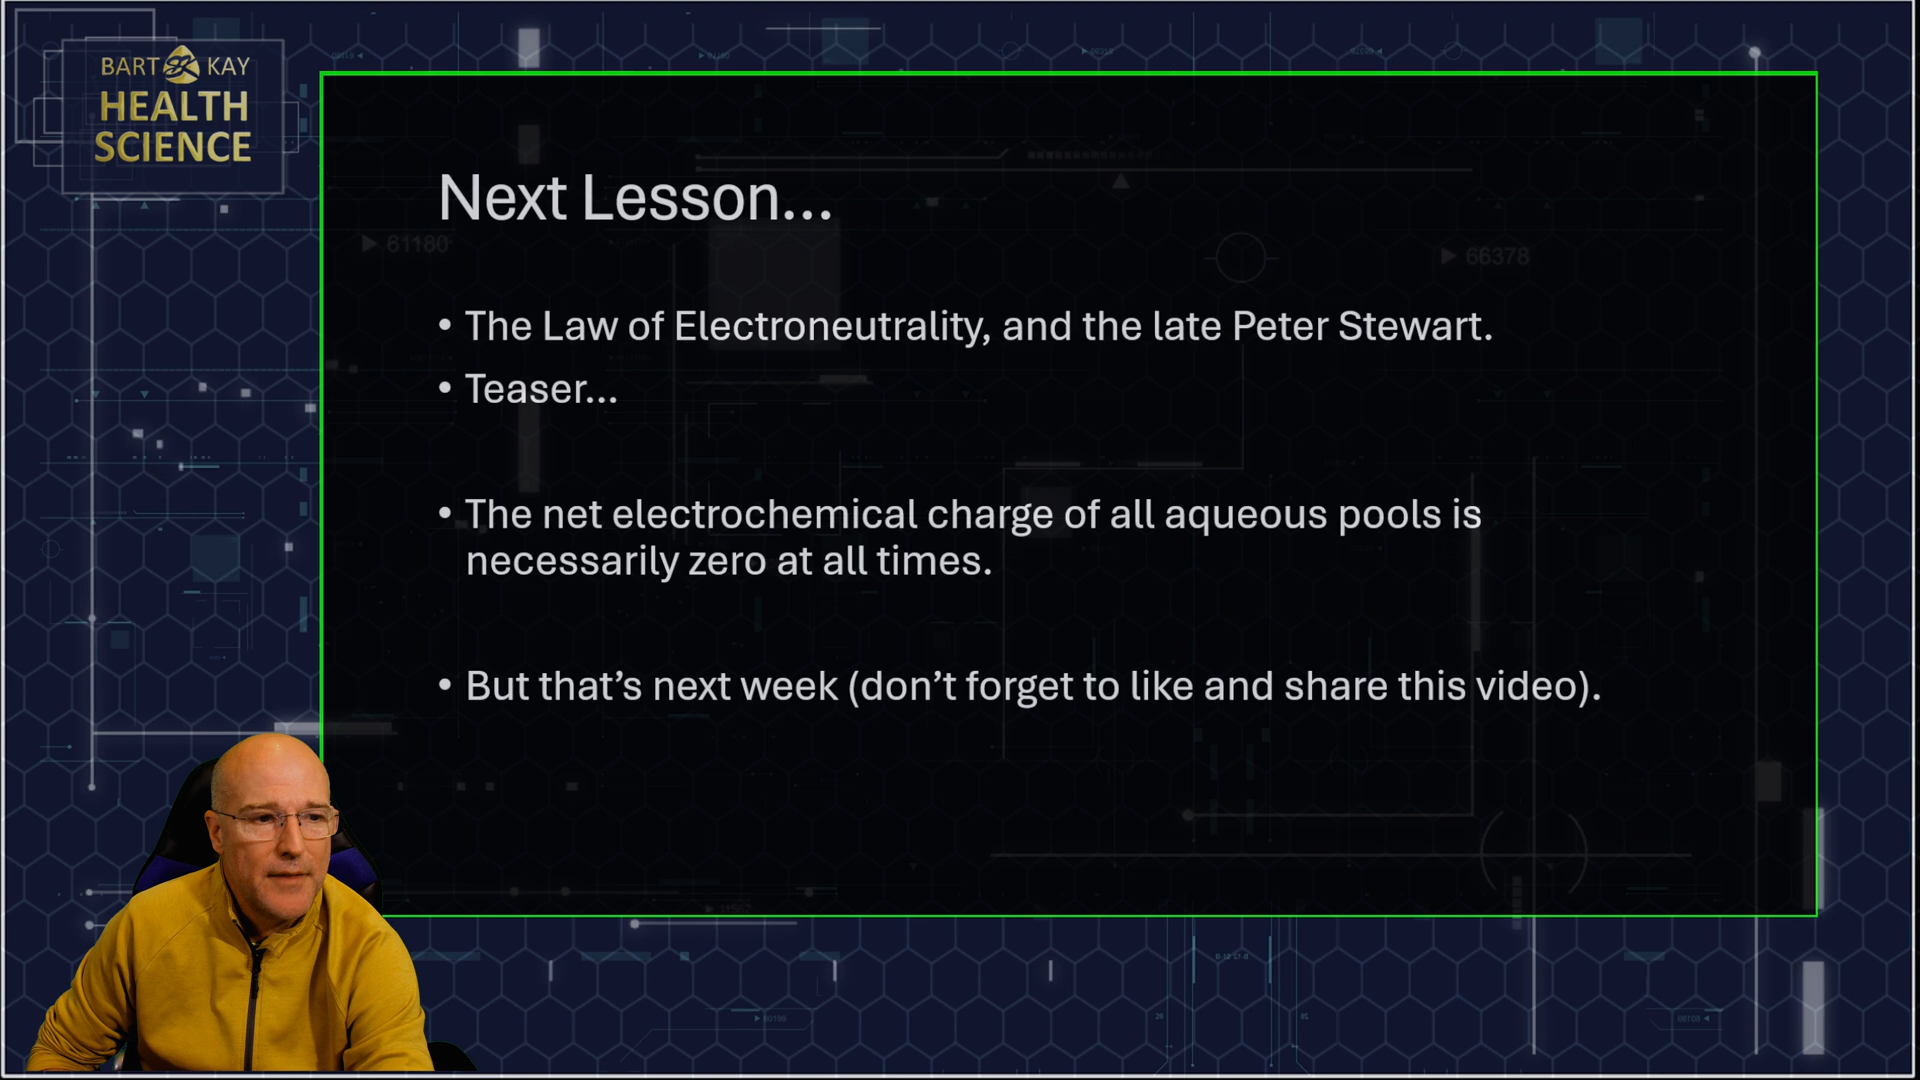 BART KAY
HEALTH
SCIENCE
Next Lesson...
61180
66378
• The Law of Electroneutrality, and the late Peter Stewart.
• Teaser...
• The net electrochemical charge of all aqueous pools is
necessarily zero at all times.
• But that’s next week (don’t forget to like and share this video).